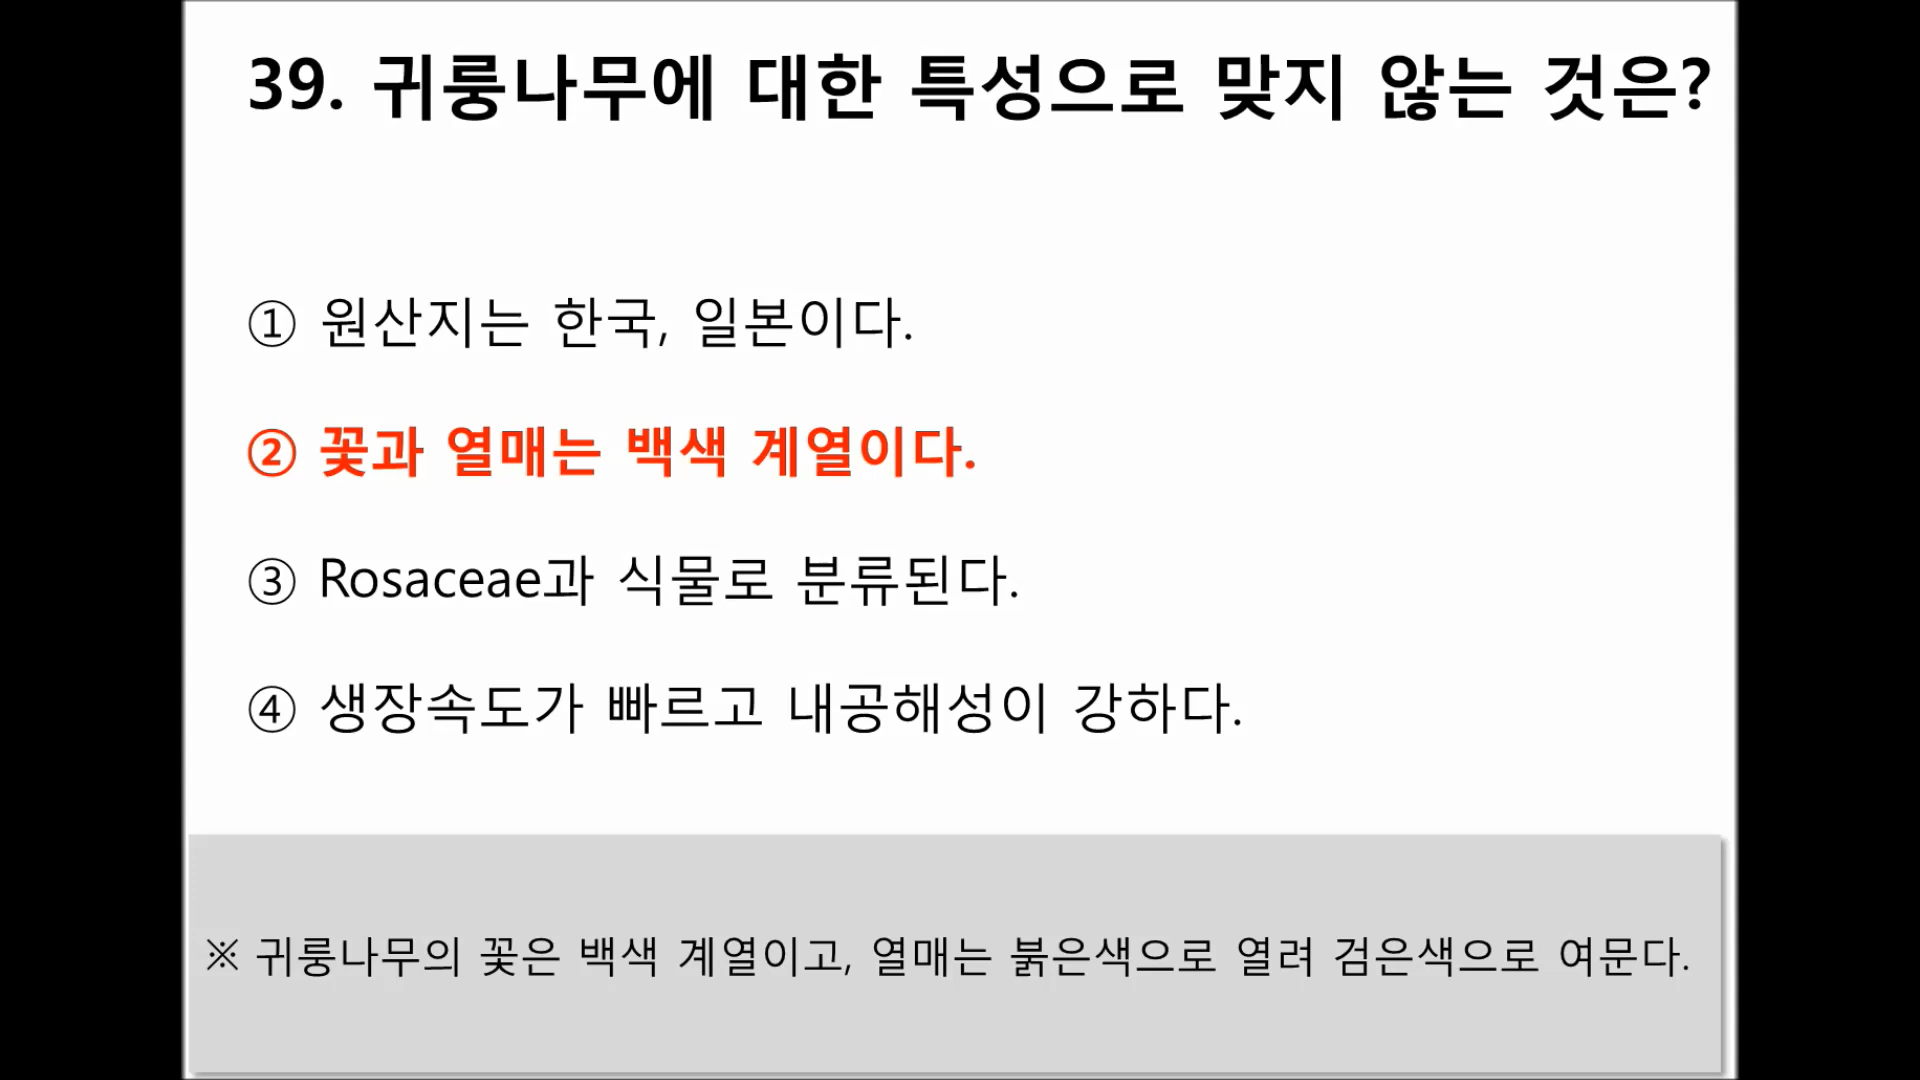 39. 귀룽나무에 대한 특성으로 맞지 않는 것은?
① 원산지는 한국, 일본이다.
② 꽃과 열매는 백색 계열이다.
③ Rosaceae과 식물로 분류된다.
④ 생장속도가 빠르고 내공해성이 강하다.
※ 귀룽나무의 꽃은 백색 계열이고, 열매는 붉은색으로 열려 검은색으로 여문다.